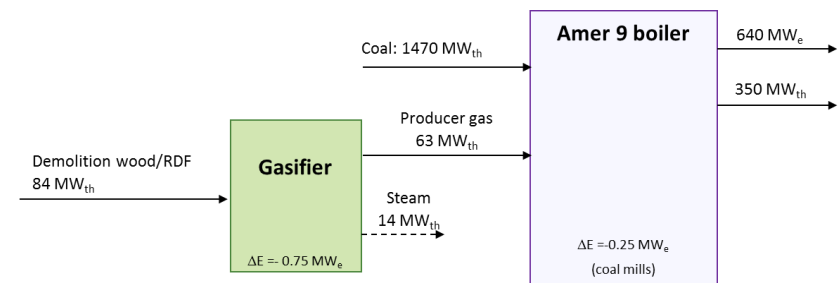 Amer 9 boiler
Coal: 1470 MWth
640 MWe
350 MWth
Producer gas
63 MWth
Demolition wood/RDF
84 MWth
Gasifier
Steam
14 MWth
ΔE =- 0.75 MWe
ΔE =-0.25 MWe
(coal mills)